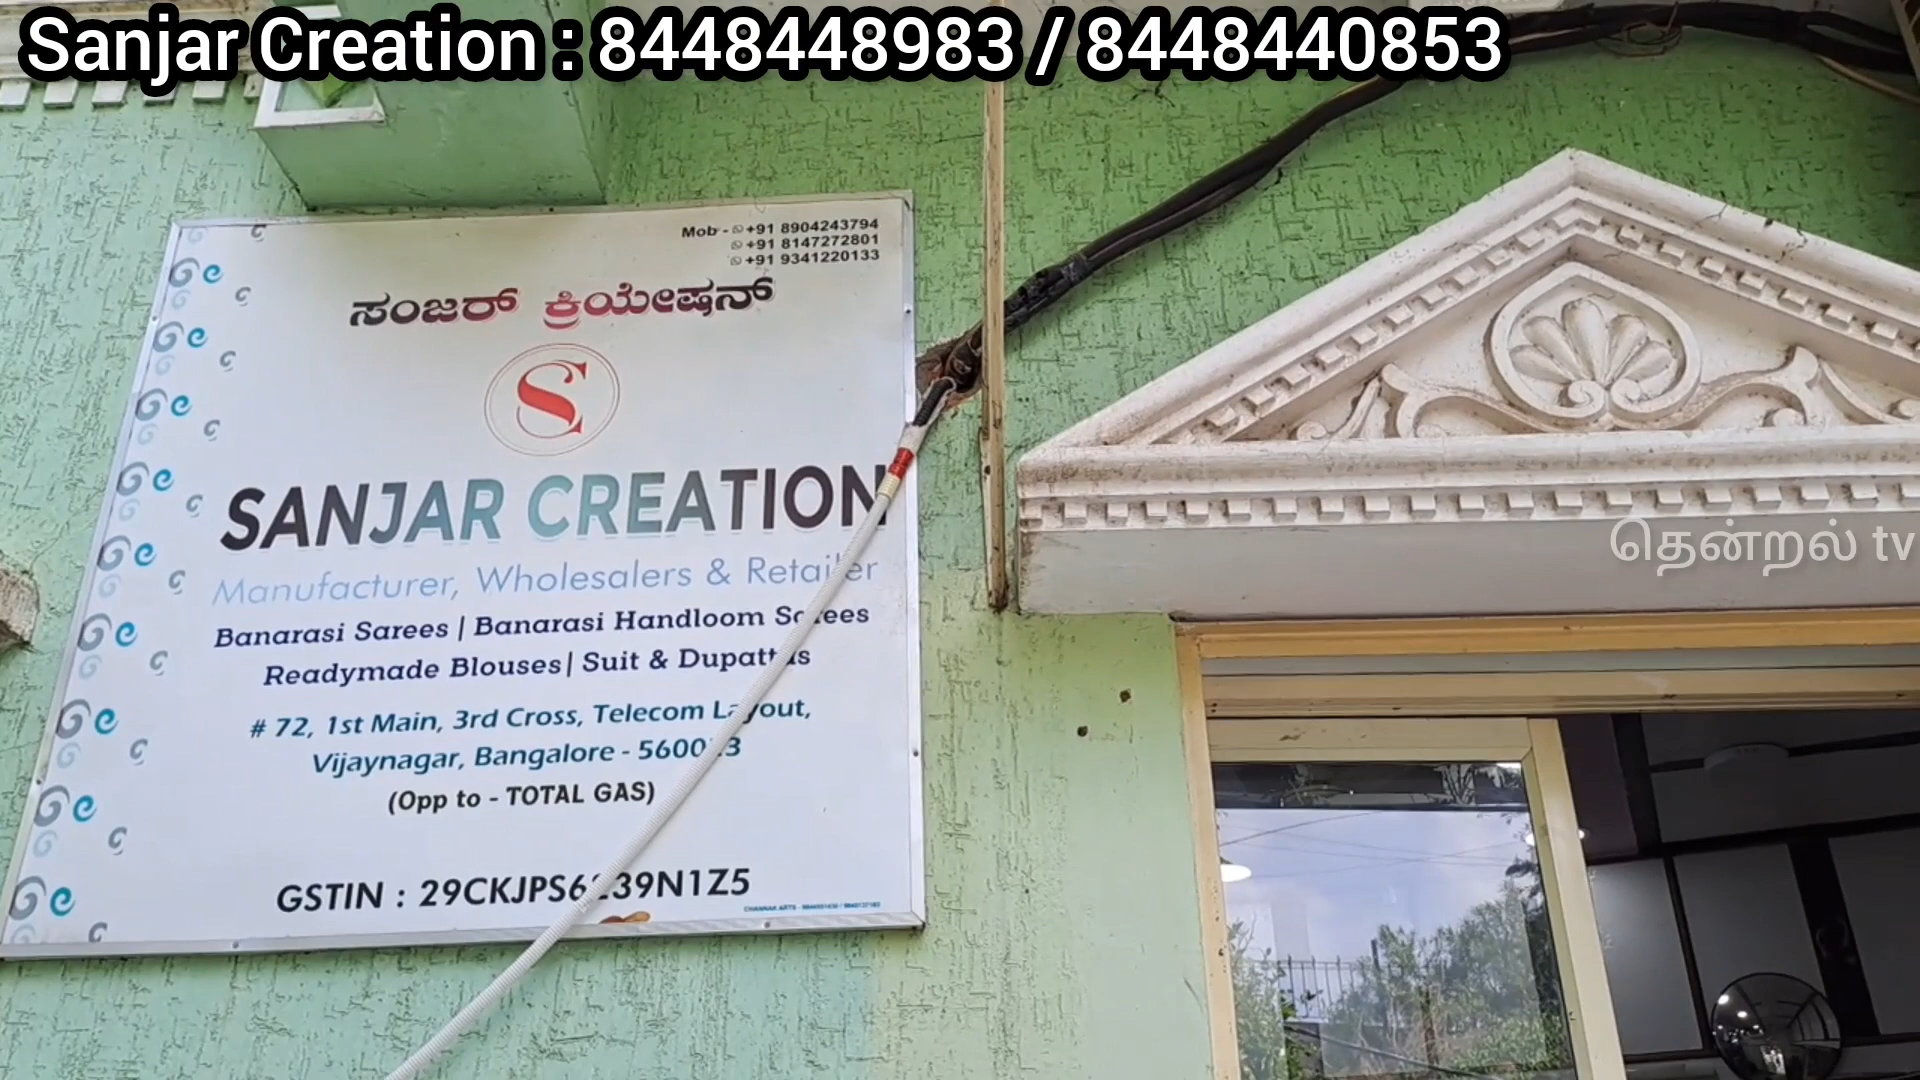 Sanjar Creation : 8448448983 / 8448440853
Mob - +91 8904243794
+91 8147272801
+91 9341220133
ಸಂಜರ್ ಕ್ರಿಯೇಷನ್
S
SANJAR CREATION
Manufacturer, Wholesalers & Retailer
Banarasi Sarees | Banarasi Handloom Sarees
Readymade Blouses| Suit & Dupattas
# 72, 1st Main, 3rd Cross, Telecom Layout,
Vijaynagar, Bangalore -
(Opp to - TOTAL GAS)
GSTIN :
தென்றல் tv